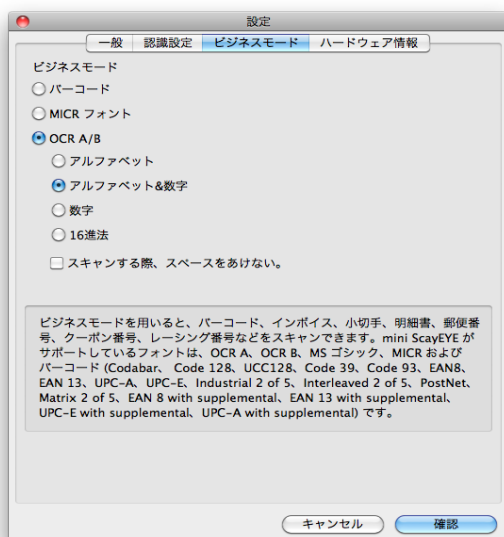 設定
一般 認識設定 ビジネスモード ハードウェア情報
ビジネスモード
バーコード
MICR フォント
OCR A/B
アルファベット
アルファベット&数字
数字
16進法
スキャンする際、スペースをあけない。
ビジネスモードを用いると、バーコード、インボイス、小切手、明細書、郵便番
号、クーポン番号、レーシング番号などをスキャンできます。mini ScayEYE が
サポートしているフォントは、OCR A、OCR B、MS ゴシック、MICR および
バーコード (Codabar、 Code 128、UCC128、Code 39、Code 93、EAN8、
EAN 13、UPC-A、UPC-E、Industrial 2 of 5、Interleaved 2 of 5、PostNet、
Matrix 2 of 5、EAN 8 with supplemental、EAN 13 with supplemental、
UPC-E with supplemental、UPC-A with supplemental) です。
キャンセル 確認